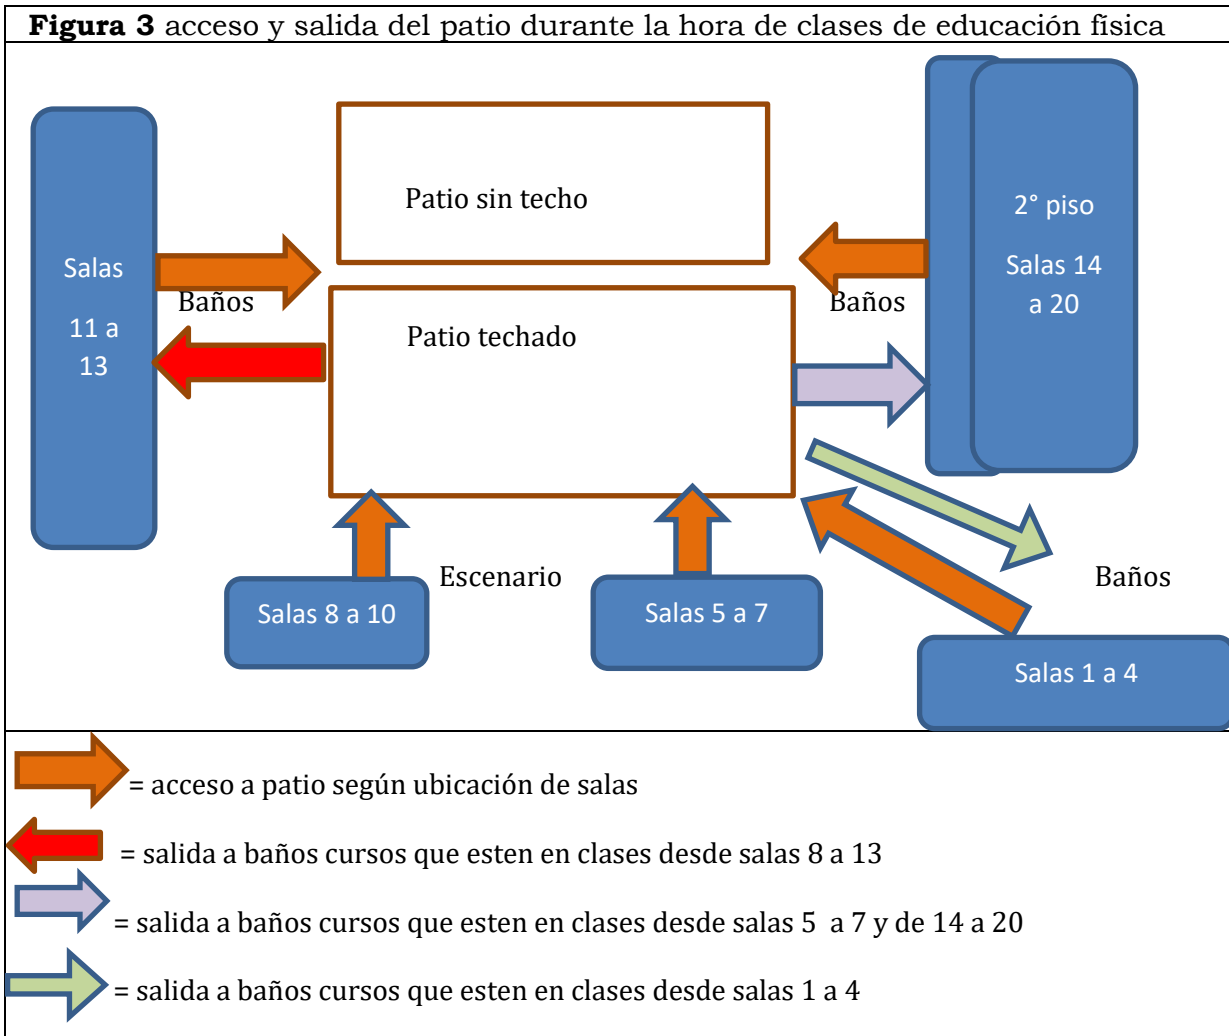 Figura 3 acceso y salida del patio durante la hora de clases de educación física
Patio sin techo
2° piso
Salas 14
a 20
Salas
11 a
13
Baños
Baños
Patio techado
Escenario
Baños
Salas 8 a 10
Salas 5 a 7
Salas 1 a 4
= acceso a patio según ubicación de salas
= salida a baños cursos que esten en clases desde salas 8 a 13
= salida a baños cursos que esten en clases desde salas 5 a 7 y de 14 a 20
= salida a baños cursos que esten en clases desde salas 1 a 4